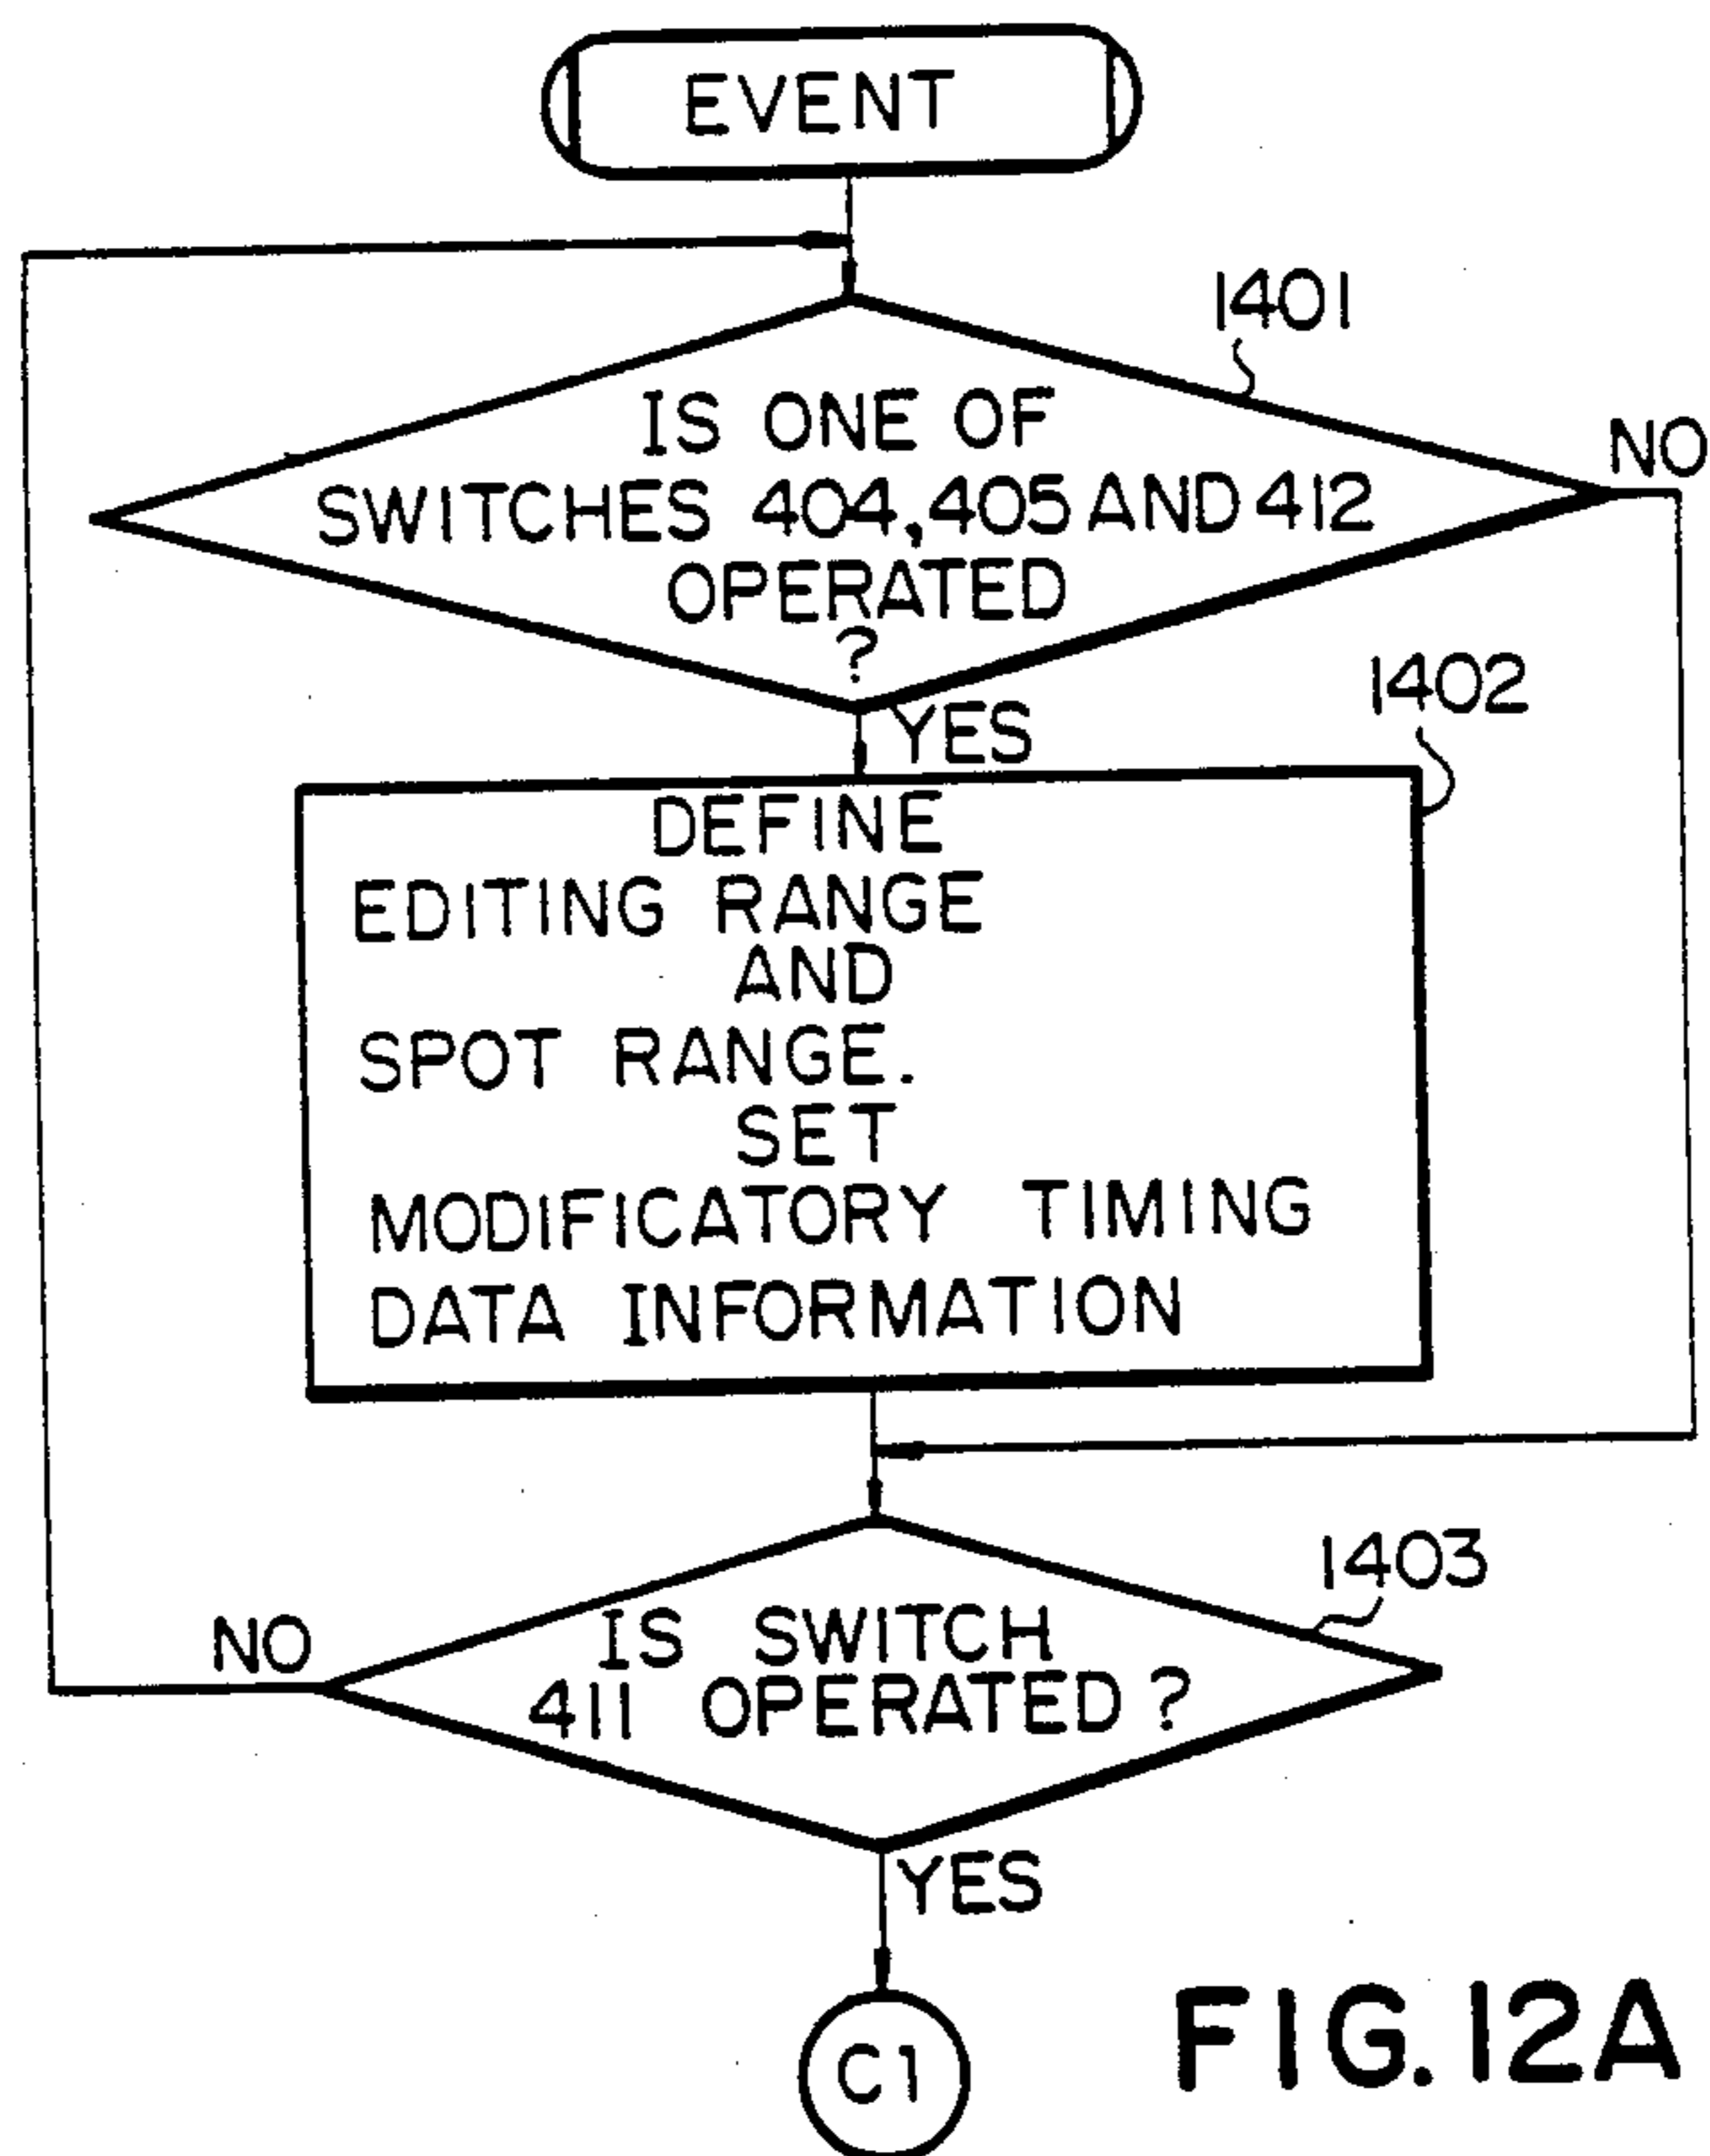 EVENT
1401
IS ONE OF
NO
SWITCHES 404,405 AND 412
OPERATED
?
YES
1402
DEFINE
EDITING RANGE
AND
SPOT RANGE.
SET
MODIFICATORY TIMING
DATA INFORMATION
1403
NO
IS SWITCH
411 OPERATED ?
YES
C1
FIG.12A